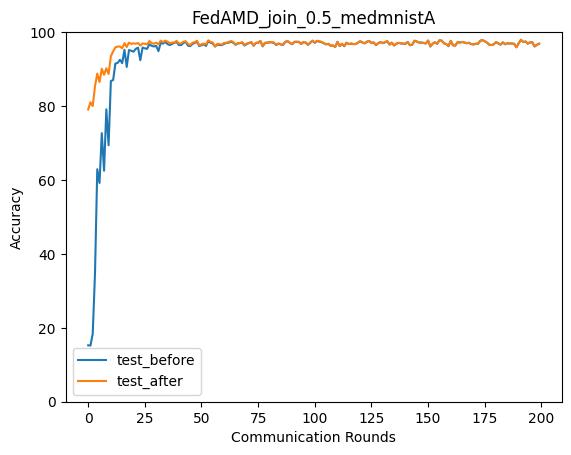 FedAMD_join_0.5_medmnistA
100
80
60
40
20
0
Accuracy
test_before
test_after
0 25 50 75 100 125 150 175 200
Communication Rounds